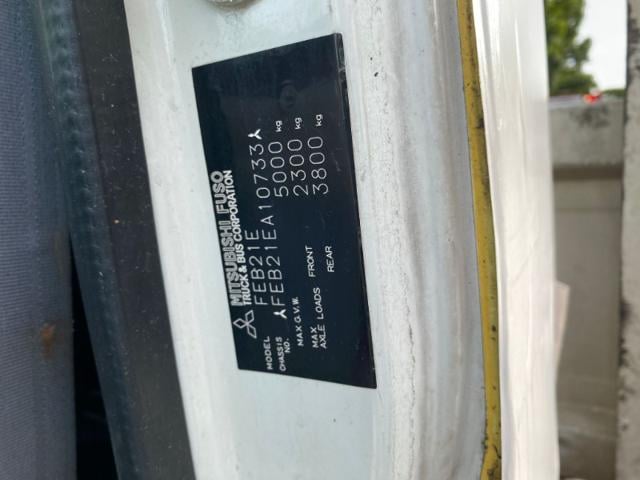 MITSUBISHI FUSO
TRUCK & BUS CORPORATION
MODEL FEB21E
CHASSIS NO. FEB21EA10733
MAX G.V.W. 5000 kg
MAX AXLE LOADS FRONT 2300 kg
REAR 3800 kg